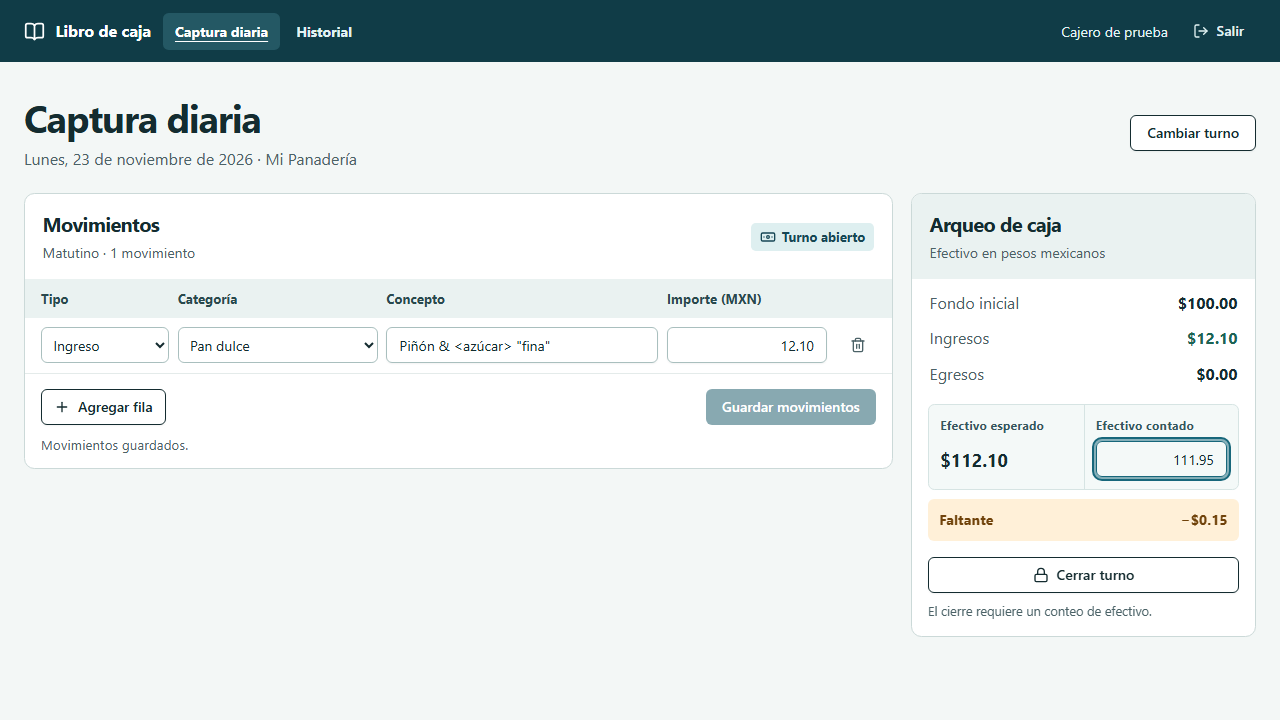 Libro de caja
Captura diaria
Historial
Cajero de prueba
Salir
Captura diaria
Lunes, 23 de noviembre de 2026 · Mi Panadería
Cambiar turno
Movimientos
Matutino · 1 movimiento
Turno abierto
Tipo Categoría Concepto Importe (MXN)
Ingreso Pan dulce Piñón & <azúcar> "fina" 12.10
Agregar fila
Guardar movimientos
Movimientos guardados.
Arqueo de caja
Efectivo en pesos mexicanos
Fondo inicial $100.00
Ingresos $12.10
Egresos $0.00
Efectivo esperado
$112.10
Efectivo contado
111.95
Faltante −$0.15
Cerrar turno
El cierre requiere un conteo de efectivo.